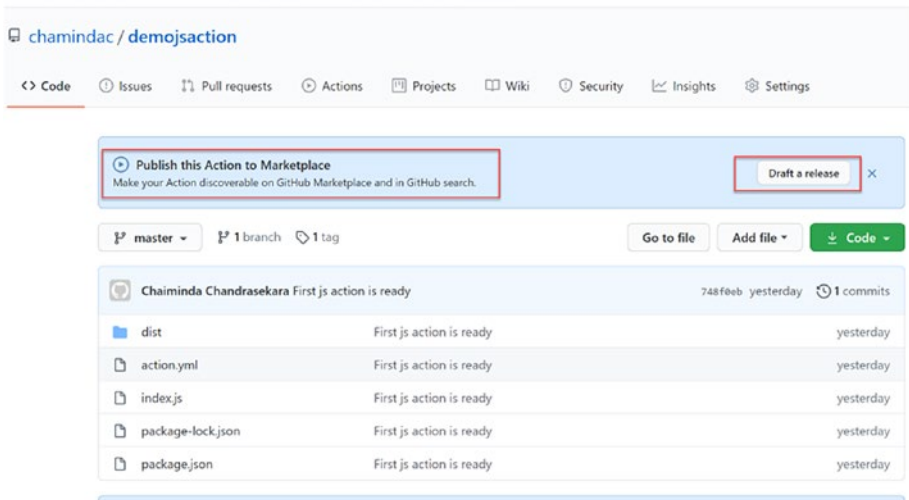 chamindac / demojsaction
<> Code Issues Pull requests Actions Projects Wiki Security Insights Settings
Publish this Action to Marketplace
Make your Action discoverable on GitHub Marketplace and in GitHub search.
Draft a release
master 1 branch 1 tag Go to file Add file Code
Chaiminda Chandrasekara First js action is ready 748f0eb yesterday 1 commits
dist First js action is ready yesterday
action.yml First js action is ready yesterday
index.js First js action is ready yesterday
package-lock.json First js action is ready yesterday
package.json First js action is ready yesterday